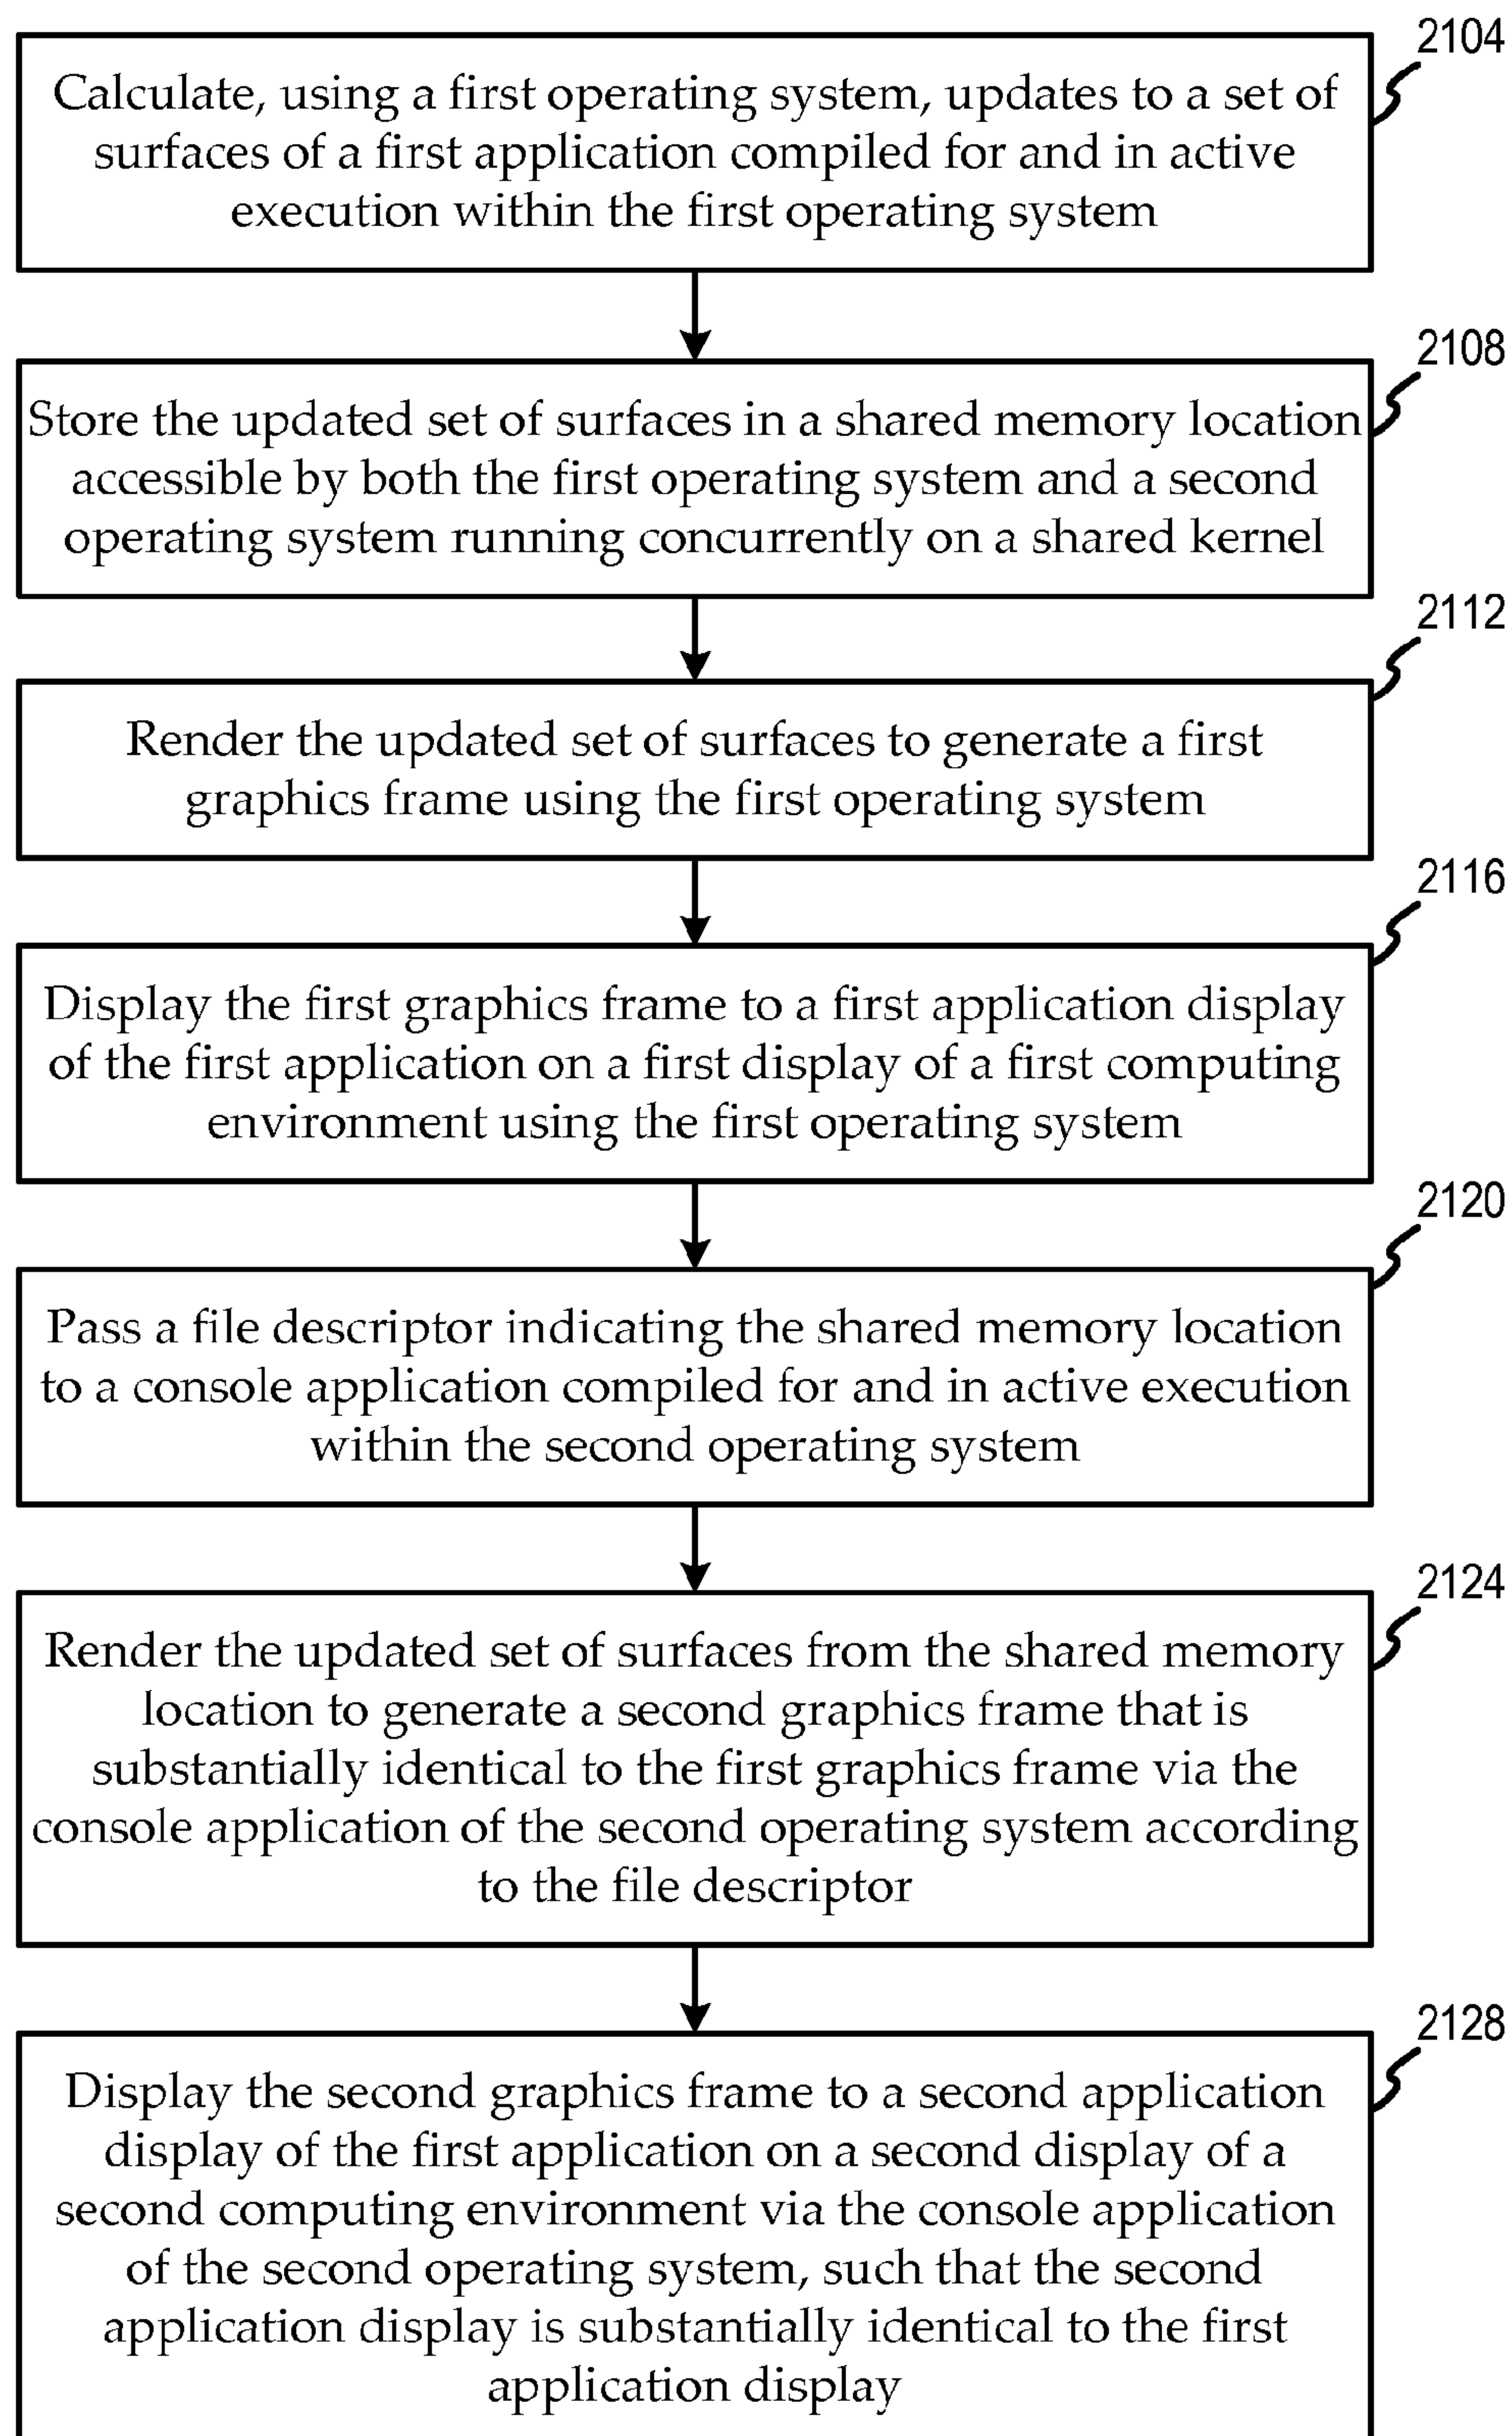 2104
Calculate, using a first operating system, updates to a set of
surfaces of a first application compiled for and in active
execution within the first operating system
2108
Store the updated set of surfaces in a shared memory location
accessible by both the first operating system and a second
operating system running concurrently on a shared kernel
2112
Render the updated set of surfaces to generate a first
graphics frame using the first operating system
2116
Display the first graphics frame to a first application display
of the first application on a first display of a first computing
environment using the first operating system
2120
Pass a file descriptor indicating the shared memory location
to a console application compiled for and in active execution
within the second operating system
2124
Render the updated set of surfaces from the shared memory
location to generate a second graphics frame that is
substantially identical to the first graphics frame via the
console application of the second operating system according
to the file descriptor
2128
Display the second graphics frame to a second application
display of the first application on a second display of a
second computing environment via the console application
of the second operating system, such that the second
application display is substantially identical to the first
application display